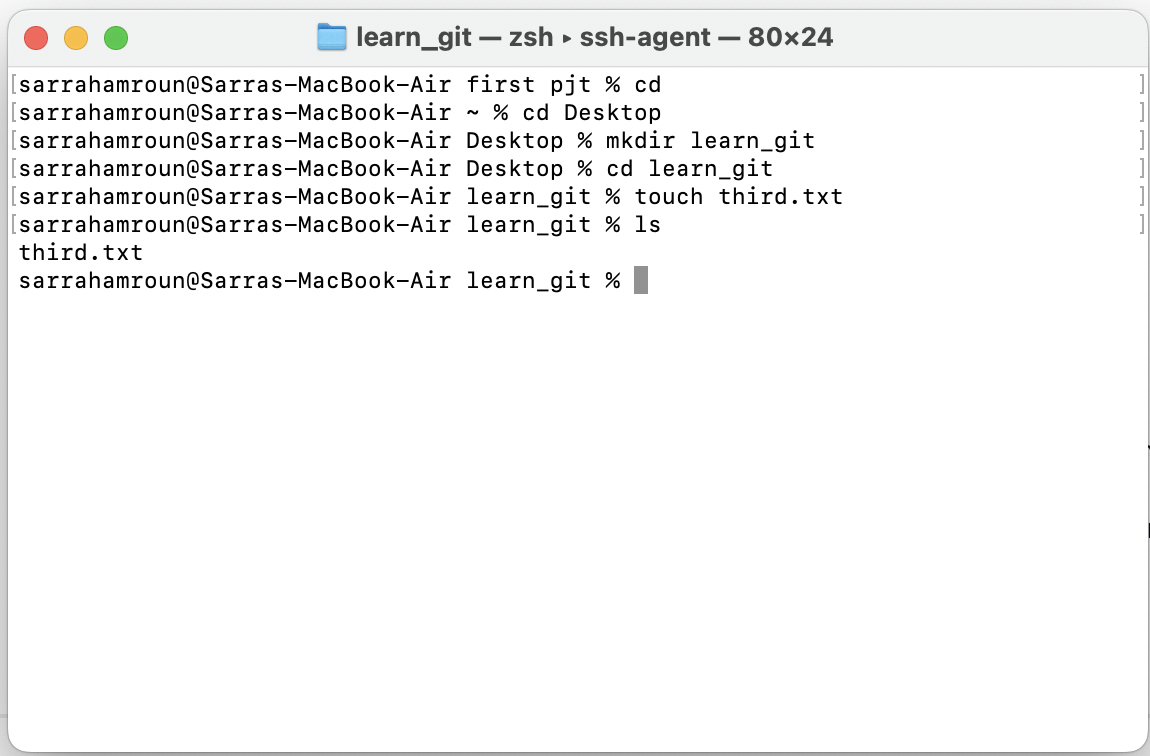 learn_git — zsh ▸ ssh-agent — 80×24
[sarrahamroun@Sarras-MacBook-Air first pjt % cd ]
[sarrahamroun@Sarras-MacBook-Air ~ % cd Desktop ]
[sarrahamroun@Sarras-MacBook-Air Desktop % mkdir learn_git ]
[sarrahamroun@Sarras-MacBook-Air Desktop % cd learn_git ]
[sarrahamroun@Sarras-MacBook-Air learn_git % touch third.txt ]
[sarrahamroun@Sarras-MacBook-Air learn_git % ls ]
third.txt
sarrahamroun@Sarras-MacBook-Air learn_git %